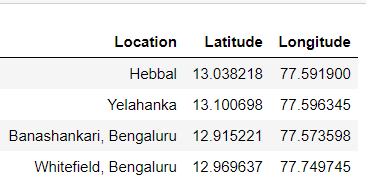 Location Latitude Longitude
Hebbal 13.038218 77.591900
Yelahanka 13.100698 77.596345
Banashankari, Bengaluru 12.915221 77.573598
Whitefield, Bengaluru 12.969637 77.749745